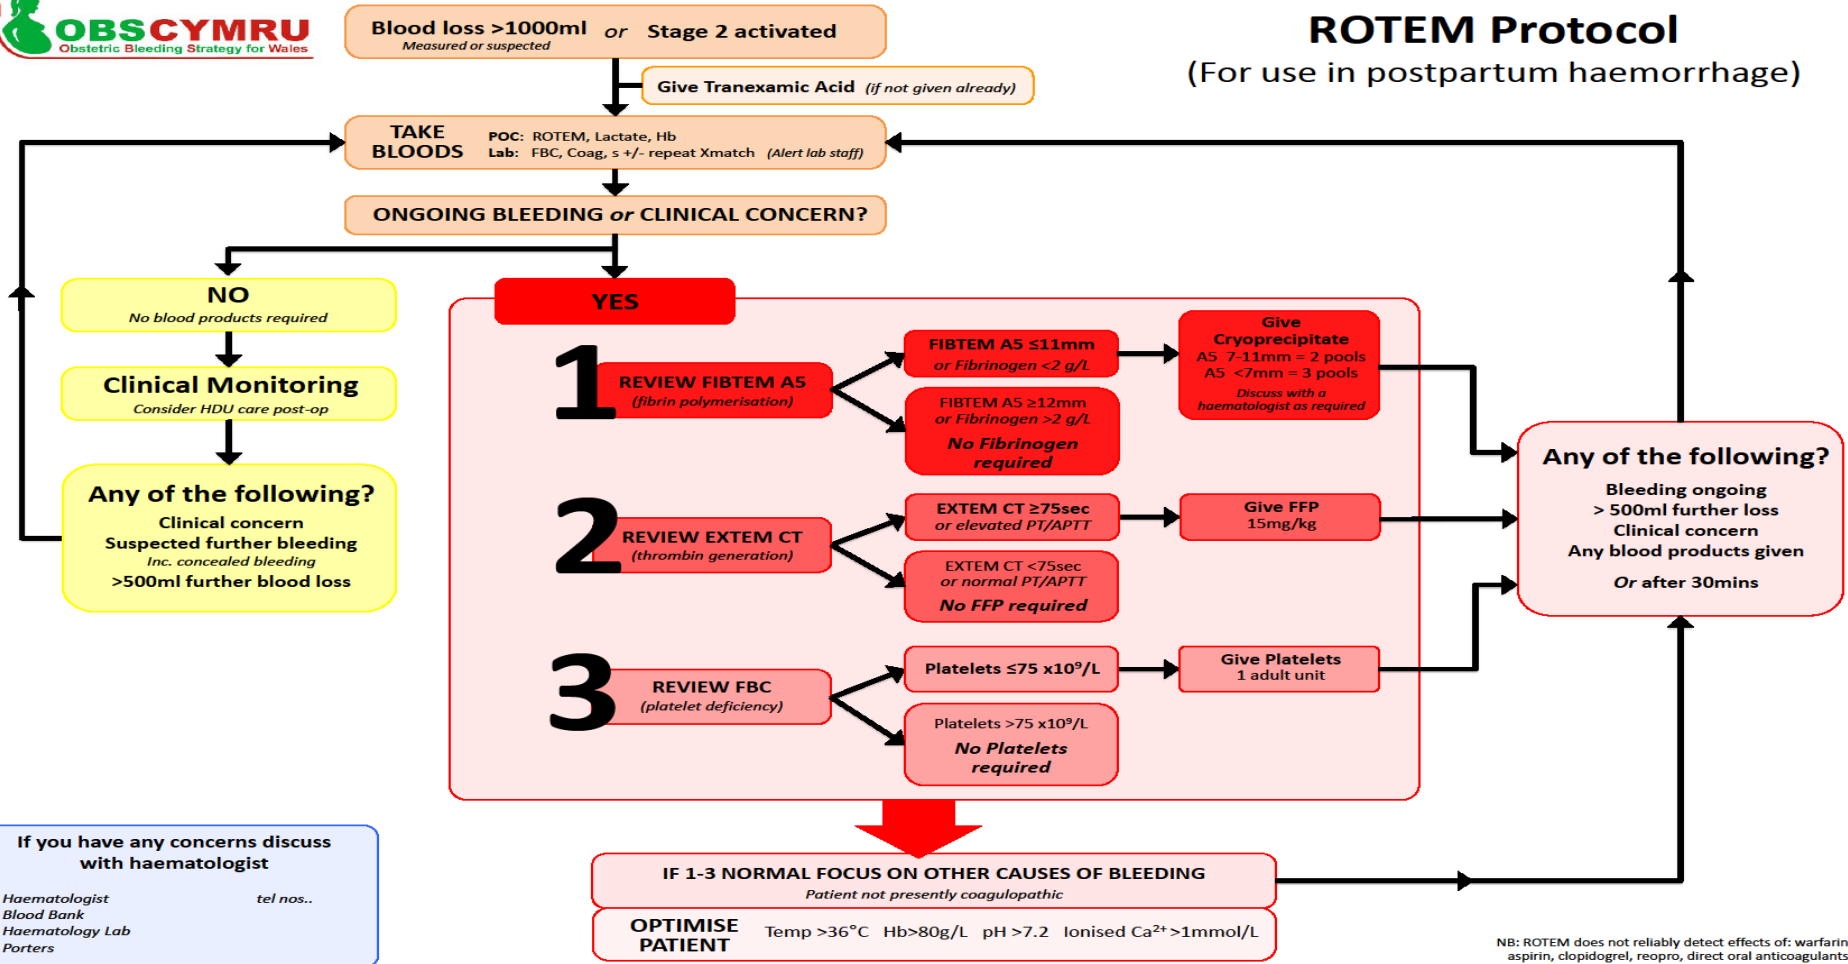 OBSCYMRU
Obstetric Bleeding Strategy for Wales
ROTEM Protocol
(For use in postpartum haemorrhage)
Blood loss >1000ml or Stage 2 activated
Measured or suspected
Give Tranexamic Acid (if not given already)
TAKE BLOODS
POC: ROTEM, Lactate, Hb
Lab: FBC, Coag, s +/- repeat Xmatch (Alert lab staff)
ONGOING BLEEDING or CLINICAL CONCERN?
NO
No blood products required
Clinical Monitoring
Consider HDU care post-op
Any of the following?
Clinical concern
Suspected further bleeding
Inc. concealed bleeding
>500ml further blood loss
YES
1
REVIEW FIBTEM A5
(fibrin polymerisation)
FIBTEM A5 ≤11mm
or Fibrinogen <2 g/L
Give
Cryoprecipitate
A5 7-11mm = 2 pools
A5 <7mm = 3 pools
Discuss with a
haematologist as required
FIBTEM A5 ≥12mm
or Fibrinogen >2 g/L
No Fibrinogen
required
2
REVIEW EXTEM CT
(thrombin generation)
EXTEM CT ≥75sec
or elevated PT/APTT
Give FFP
15mg/kg
EXTEM CT <75sec
or normal PT/APTT
No FFP required
3
REVIEW FBC
(platelet deficiency)
Platelets ≤75 x10⁹/L
Give Platelets
1 adult unit
Platelets >75 x10⁹/L
No Platelets
required
Any of the following?
Bleeding ongoing
> 500ml further loss
Clinical concern
Any blood products given
Or after 30mins
IF 1-3 NORMAL FOCUS ON OTHER CAUSES OF BLEEDING
Patient not presently coagulopathic
OPTIMISE
PATIENT
Temp >36°C Hb>80g/L pH >7.2 Ionised Ca²⁺ >1mmol/L
If you have any concerns discuss
with haematologist
Haematologist tel nos..
Blood Bank
Haematology Lab
Porters
NB: ROTEM does not reliably detect effects of: warfarin
aspirin, clopidogrel, reopro, direct oral anticoagulants